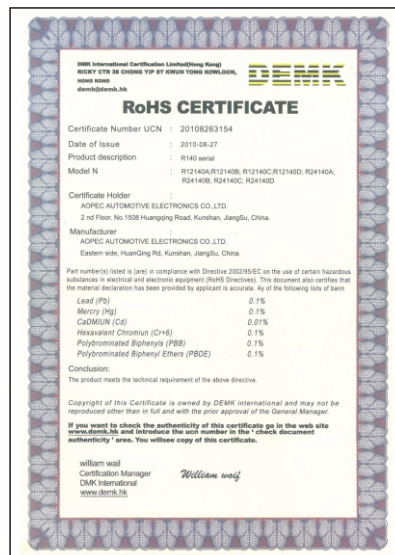 DMK International Certification Limited(Hong Kong)
RICKY CTR 36 CHONG YIP ST KWUN TONG KOWLOON,
HONG KONG
demk@demk.hk
DEMK
RoHS CERTIFICATE
Certificate Number UCN : 20108263154
Date of Issue : 2010-08-27
Product description : R140 serial
Model N : R12140A;R12140B; R12140C,R12140D; R24140A;
R24140B; R24140C; R24140D
Certificate Holder :
AOPEC AUTOMOTIVE ELECTRONICS CO.,LTD.
2 nd Floor, No.1508 Huangqing Road, Kunshan, JiangSu, China.
Manufacturer :
AOPEC AUTOMOTIVE ELECTRONICS CO.,LTD.
Eastern side, HuanQing Rd, Kunshan, JiangSu, China.
Part number(s) listed is (are) in compliance with Directive 2002/95/EC on the use of certain hazardous
substances in electrical and electronic equipment (RoHS Directives). This document also certifies that
the material declaration has been provided by applicant is accurate. Ay of the following lists of bann
Lead (Pb) 0.1%
Mercry (Hg) 0.1%
CaDMIUN (Cd) 0.01%
Hexavalent Chromiun (Cr+6) 0.1%
Polybrominated Biphenyls (PBB) 0.1%
Polybrominated Biphenyl Ethers (PBDE) 0.1%
Conclusion:
The product meets the technical requirement of the above directive.
Copyright of this Certificate is owned by DEMK international and may not be
reproduced other than in full and with the prior approval of the General Manager.
If you want to check the authenticity of this certificate go in the web site
www.demk.hk and introduce the ucn number in the ' check document
authenticity ' area. You willsee copy of this certificate.
william wail
Certification Manager William woif
DMK International
www.demk.hk